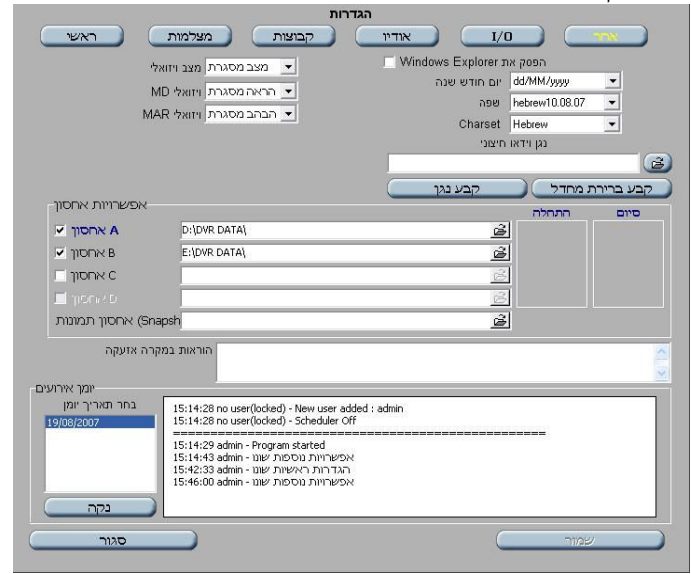 הגדרות
ראשי
מצלמות
קבוצות
אודיו
I/O
אחר
הפסק את Windows Explorer
מצב ויזואלי
מצב מסגרת
יום חודש שנה
dd/MM/yyyy
ויזואלי MD
הראה מסגרת
שפה
hebrew10.08.07
ויזואלי MAR
הבהב מסגרת
Charset
Hebrew
נגן וידאו חיצוני
קבע נגן
קבע ברירת מחדל
אפשרויות אחסון
התחלה
סיום
אחסון A
D:\DVR DATA\
אחסון B
E:\DVR DATA\
אחסון C
אחסון D
אחסון תמונות (Snapsh
הוראות במקרה אזעקה
יומן אירועים
בחר תאריך יומן
19/08/2007
15:14:28 no user(locked) - New user added : admin
15:14:28 no user(locked) - Scheduler Off
==================================================
15:14:29 admin - Program started
15:14:43 admin - אפשרויות נוספות שונו
15:42:33 admin - הגדרות ראשיות שונו
15:46:00 admin - אפשרויות נוספות שונו
נקה
סגור
שמור